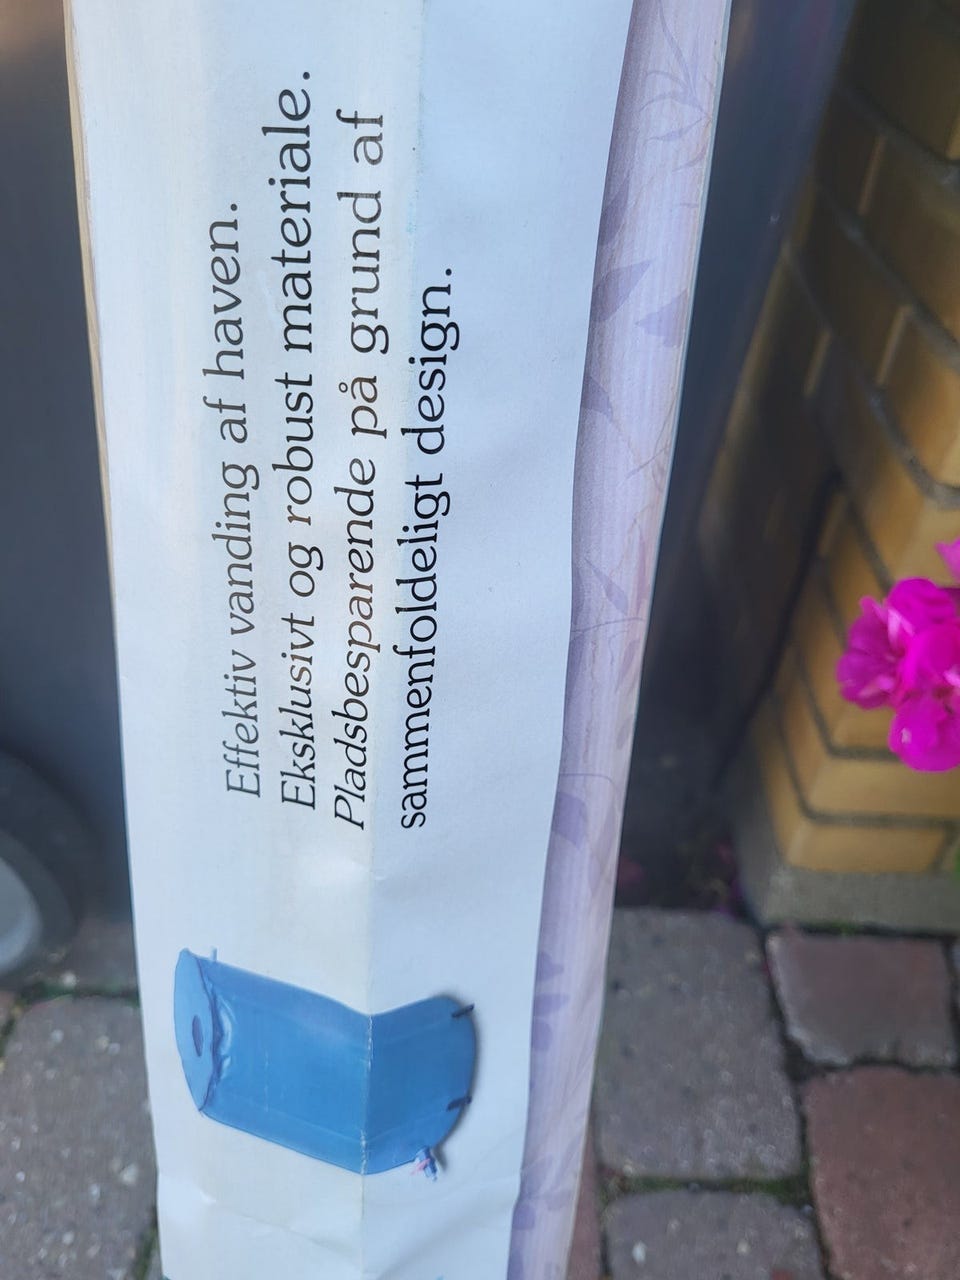 Effektiv vanding af haven.
Eksklusivt og robust materiale.
Pladsbesparende på grund af
sammenfoldeligt design.